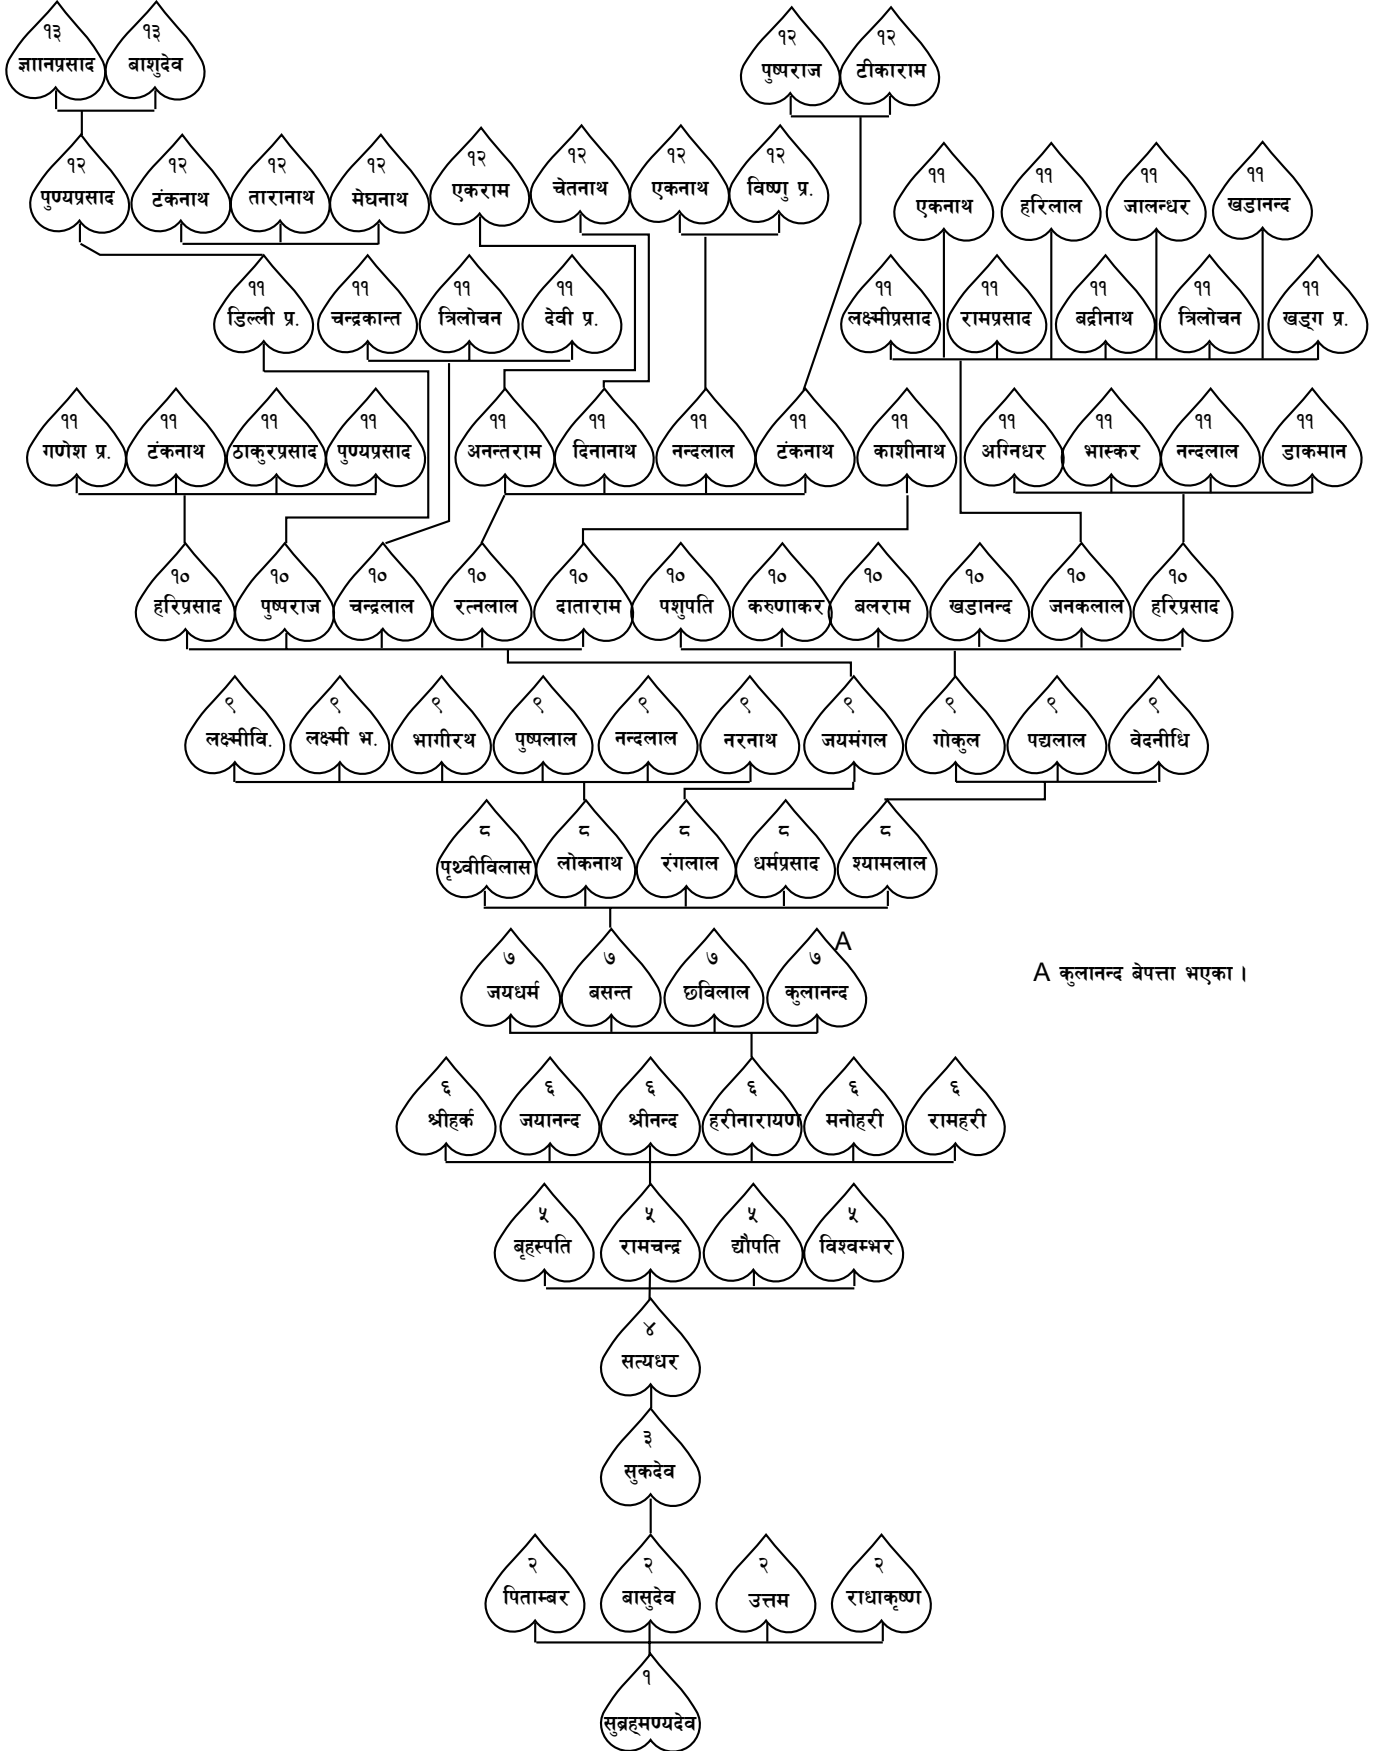 १३ १३
ज्ञाानप्रसाद बाशुदेव
१२ १२
पुष्पराज टीकाराम
१२ १२ १२ १२ १२ १२ १२ १२
पुण्यप्रसाद टंकनाथ तारानाथ मेघनाथ एकराम चेतनाथ एकनाथ विष्णु प्र.
११ ११ ११ ११
एकनाथ हरिलाल जालन्धर खडानन्द
११ ११ ११ ११
डिल्ली प्र. चन्द्रकान्त त्रिलोचन देवी प्र.
११ ११ ११ ११ ११
लक्ष्मीप्रसाद रामप्रसाद बद्रीनाथ त्रिलोचन खड्ग प्र.
११ ११ ११ ११ ११ ११ ११ ११ ११ ११ ११ ११ ११
गणेश प्र. टंकनाथ ठाकुरप्रसाद पुण्यप्रसाद अनन्तराम दिनानाथ नन्दलाल टंकनाथ काशीनाथ अग्निधर भास्कर नन्दलाल डाकमान
१० १० १० १० १० १० १० १० १० १० १०
हरिप्रसाद पुष्पराज चन्द्रलाल रत्नलाल दाताराम पशुपति करुणाकर बलराम खडानन्द जनकलाल हरिप्रसाद
९ ९ ९ ९ ९ ९ ९ ९ ९ ९
लक्ष्मीवि. लक्ष्मी भ. भागीरथ पुष्पलाल नन्दलाल नरनाथ जयमंगल गोकुल पद्यलाल वेदनीधि
८ ८ ८ ८ ८
पृथ्वीविलास लोकनाथ रंगलाल धर्मप्रसाद श्यामलाल
७ ७ ७ ७ A
जयधर्म बसन्त छविलाल कुलानन्द
A कुलानन्द बेपत्ता भएका ।
६ ६ ६ ६ ६ ६
श्रीहर्क जयानन्द श्रीनन्द हरीनारायण मनोहरी रामहरी
५ ५ ५ ५
बृहस्पति रामचन्द्र द्यौपति विश्वम्भर
४
सत्यधर
३
सुकदेव
२ २ २ २
पिताम्बर बासुदेव उत्तम राधाकृष्ण
१
सुब्रह्मण्यदेव